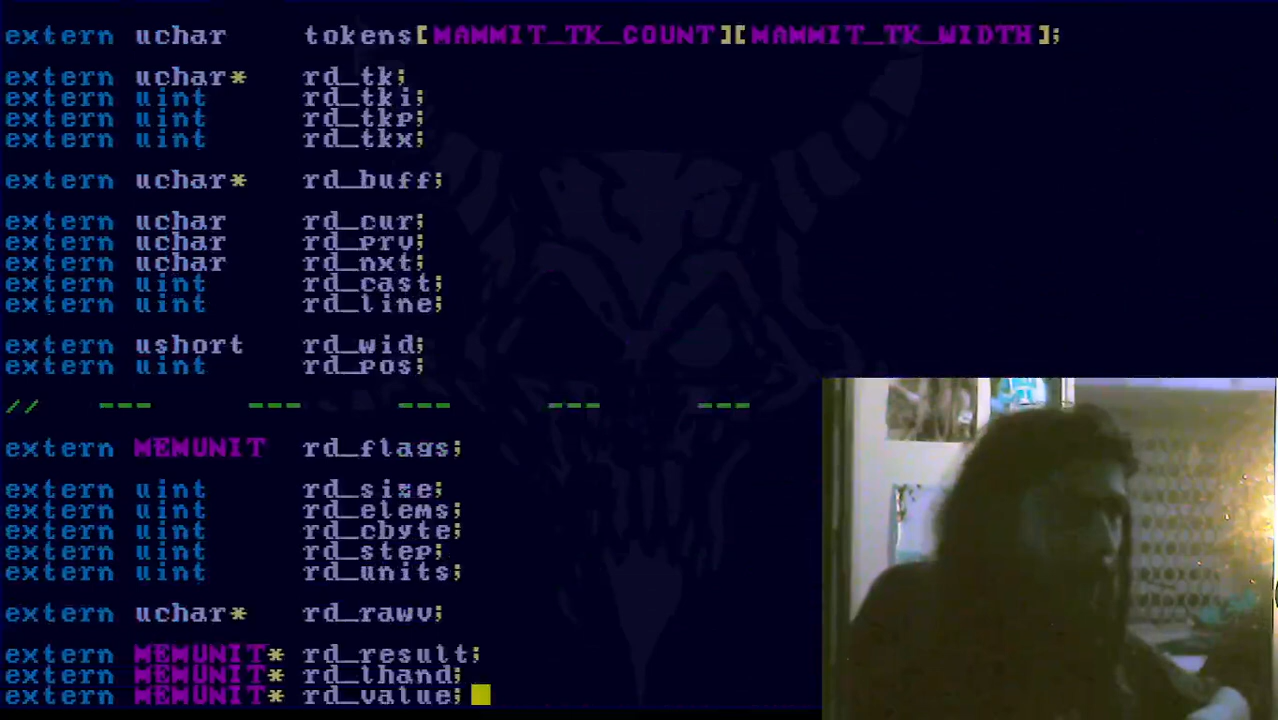 extern uchar tokens[MAMMIT_TK_COUNT][MAMMIT_TK_WIDTH];
extern uchar* rd_tk;
extern uint rd_tki;
extern uint rd_tkp;
extern uint rd_tkx;
extern uchar* rd_buff;
extern uchar rd_cur;
extern uchar rd_prv;
extern uchar rd_nxt;
extern uint rd_cast;
extern uint rd_line;
extern ushort rd_wid;
extern uint rd_pos;
// --- --- --- --- ---
extern MEMUNIT rd_flags;
extern uint rd_size;
extern uint rd_elems;
extern uint rd_cbyte;
extern uint rd_step;
extern uint rd_units;
extern uchar* rd_rawv;
extern MEMUNIT* rd_result;
extern MEMUNIT* rd_lhand;
extern MEMUNIT* rd_value;